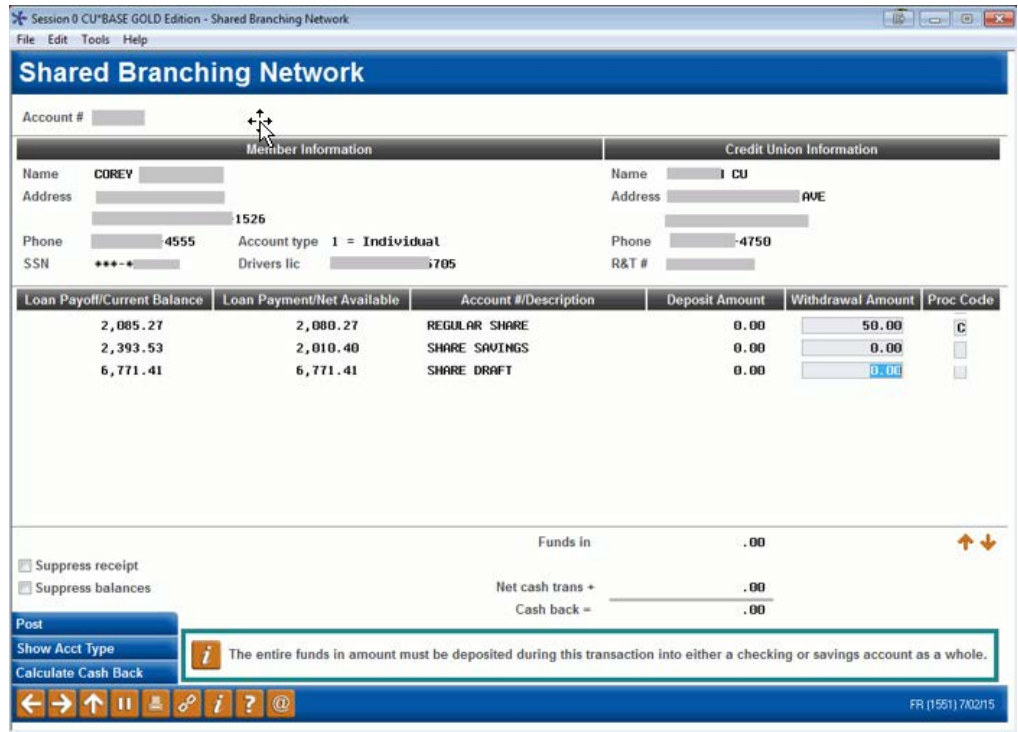 Session 0 CU*BASE GOLD Edition - Shared Branching Network
File Edit Tools Help
Shared Branching Network
Account #
Member Information Credit Union Information
Name COREY Name CU
Address Address AVE
1526
Phone -4555 Account type 1 = Individual Phone -4750
SSN ***-* Drivers lic 5705 R&T #
Loan Payoff/Current Balance Loan Payment/Net Available Account #/Description Deposit Amount Withdrawal Amount Proc Code
2,085.27 2,080.27 REGULAR SHARE 0.00 50.00 C
2,393.53 2,010.40 SHARE SAVINGS 0.00 0.00
6,771.41 6,771.41 SHARE DRAFT 0.00 0.00
Funds in .00
Suppress receipt
Suppress balances Net cash trans + .00
Cash back = .00
Post
Show Acct Type
i The entire funds in amount must be deposited during this transaction into either a checking or savings account as a whole.
Calculate Cash Back
i ? @ FR (1551) 7/02/15